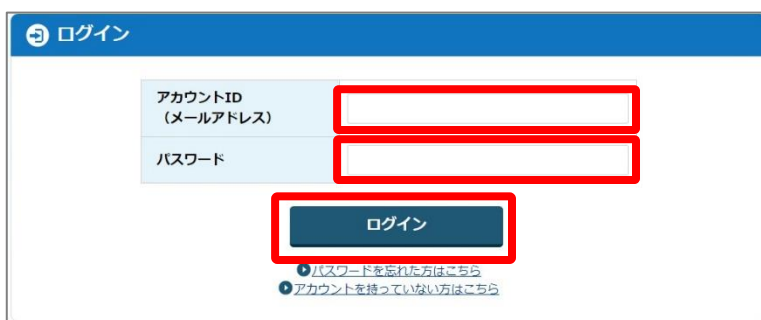 ログイン
アカウントID
（メールアドレス）
パスワード
ログイン
パスワードを忘れた方はこちら
アカウントを持っていない方はこちら